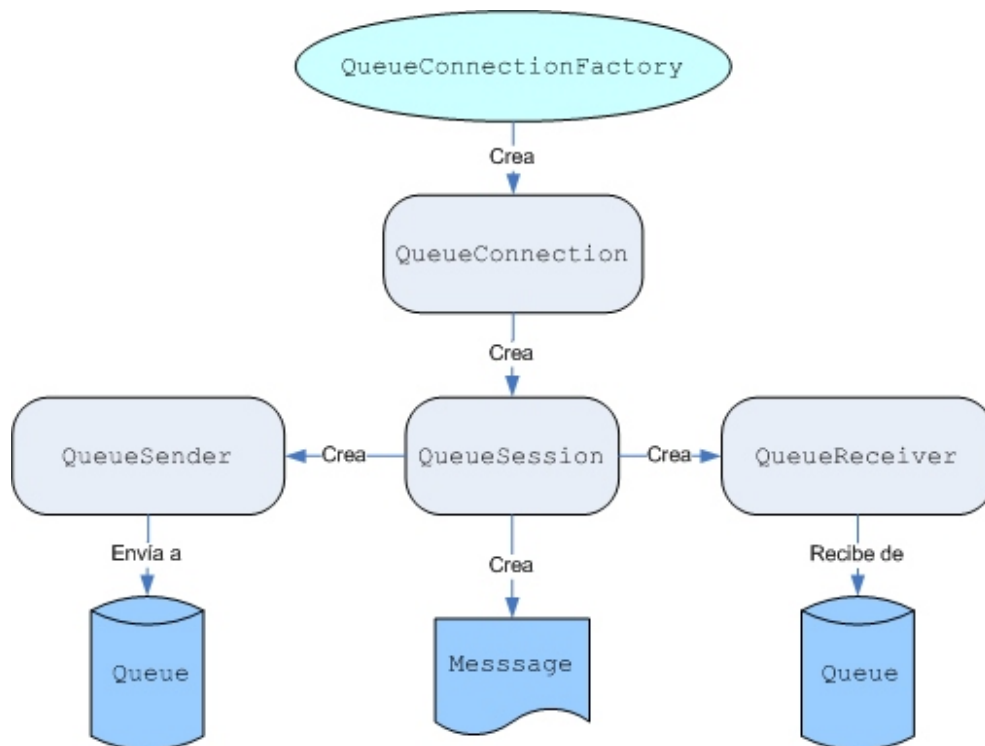 QueueConnectionFactory
Crea
QueueConnection
Crea
QueueSender
Crea
QueueSession
Crea
QueueReceiver
Envía a
Crea
Recibe de
Queue
Messsage
Queue